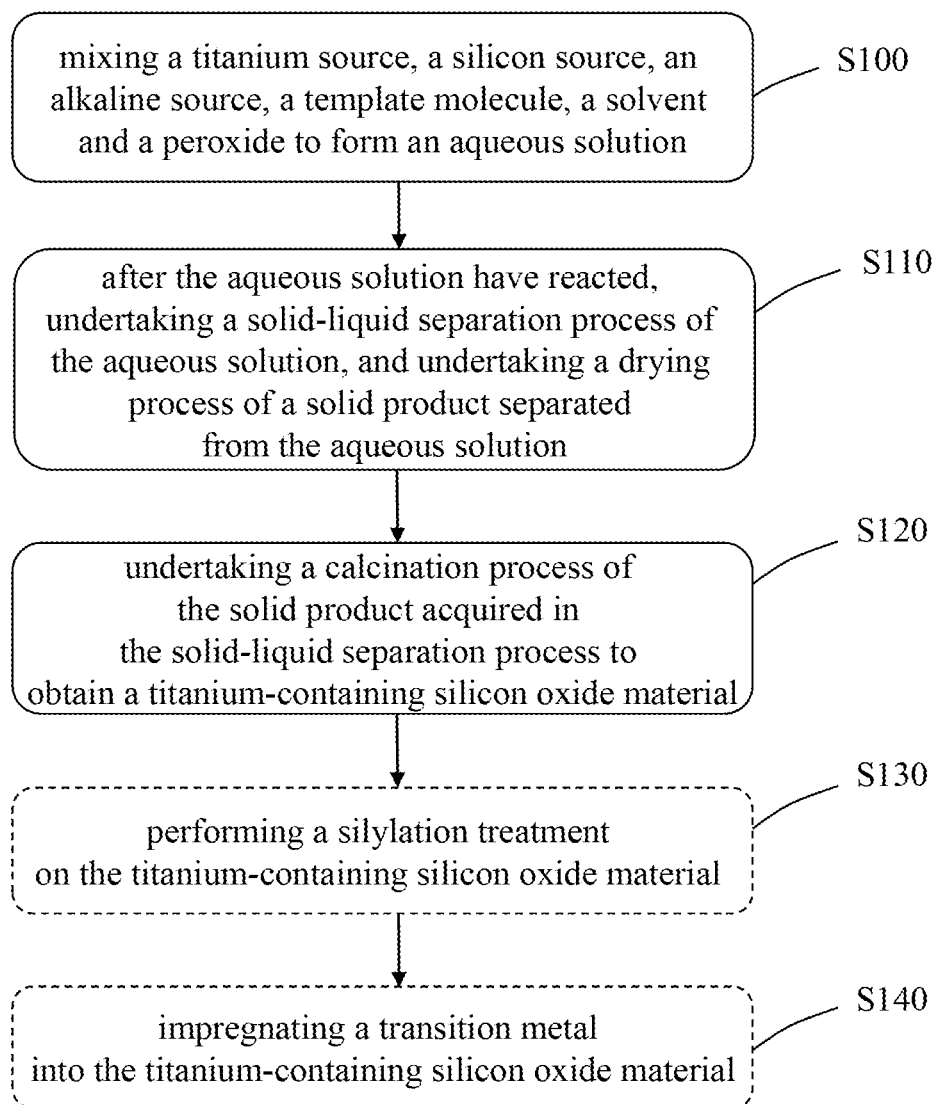 mixing a titanium source, a silicon source, an
alkaline source, a template molecule, a solvent
and a peroxide to form an aqueous solution
S100
after the aqueous solution have reacted,
undertaking a solid-liquid separation process of
the aqueous solution, and undertaking a drying
process of a solid product separated
from the aqueous solution
S110
undertaking a calcination process of
the solid product acquired in
the solid-liquid separation process to
obtain a titanium-containing silicon oxide material
S120
performing a silylation treatment
on the titanium-containing silicon oxide material
S130
impregnating a transition metal
into the titanium-containing silicon oxide material
S140